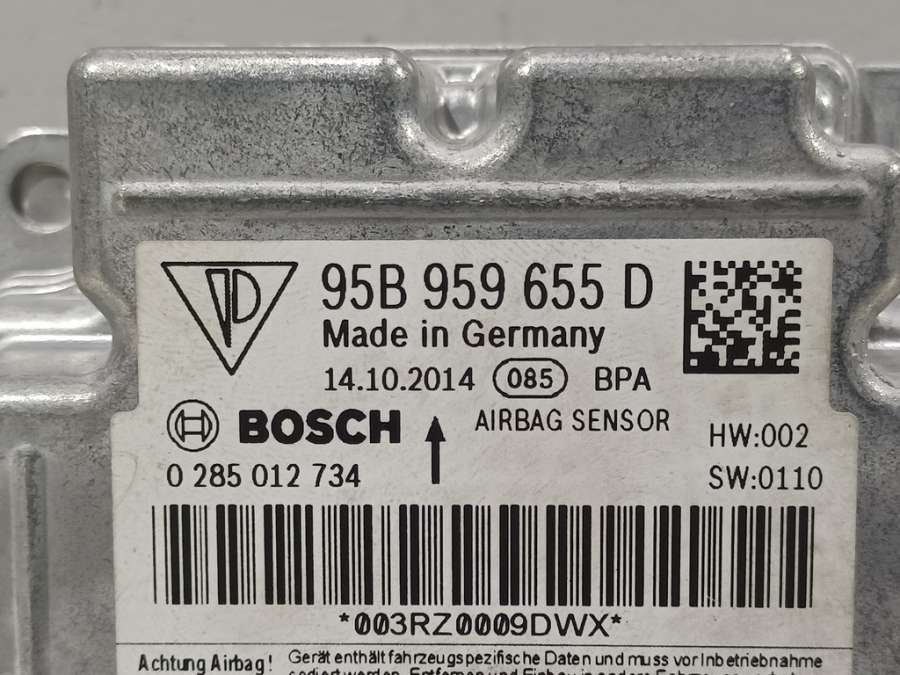 95B 959 655 D
Made in Germany
14.10.2014 085 BPA
BOSCH AIRBAG SENSOR HW:002
0 285 012 734 SW:0110
*003RZ0009DWX*
Achtung Airbag! Gerät enthält fahrzeugspezifische Daten und muss vor Inbetriebnahme